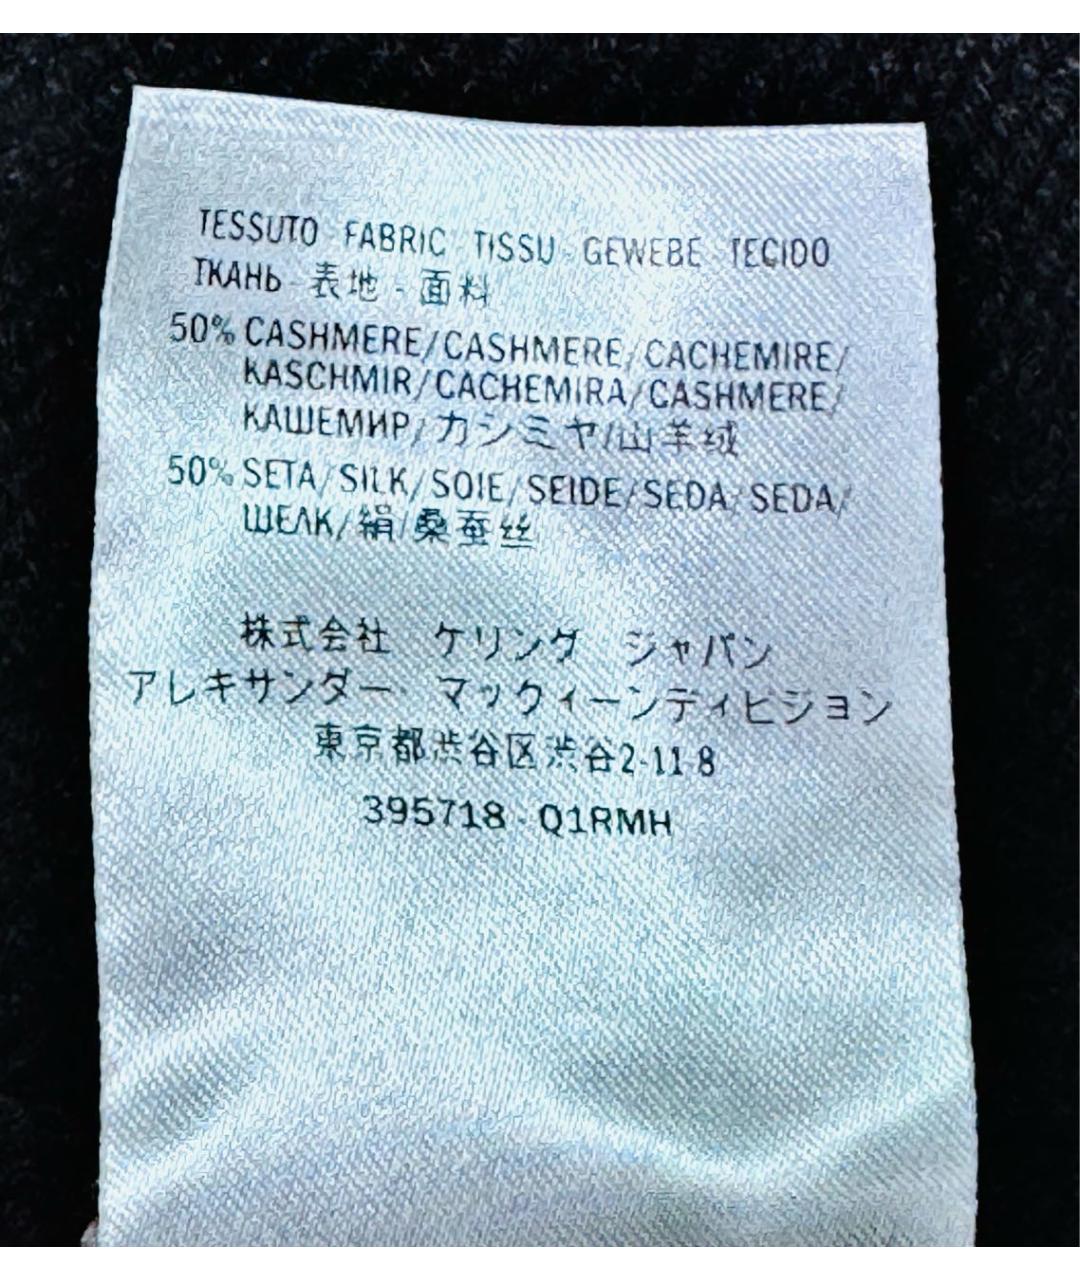 TESSUTO - FABRIC - TISSU - GEWEBE - TECIDO
ТКАНЬ - 表地 - 面料
50% CASHMERE/CASHMERE/CACHEMIRE/
KASCHMIR/CACHEMIRA/CASHMERE/
КАШЕМИР/カシミヤ/山羊绒
50% SETA/SILK/SOIE/SEIDE/SEDA/SEDA/
ШЕЛК/絹/桑蚕丝
株式会社 ケリング ジャパン
アレキサンダー・マックィーンディビジョン
東京都渋谷区渋谷2-11-8
395718 - Q1RMH